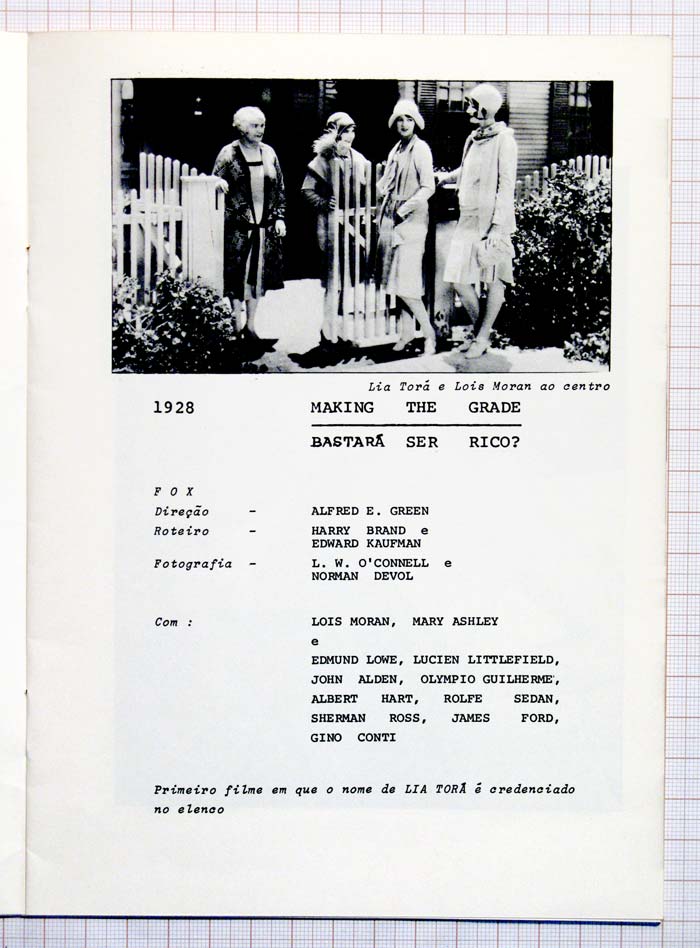 Lia Torá e Lois Moran ao centro
1928 MAKING THE GRADE
BASTARÁ SER RICO?
FOX
Direção - ALFRED E. GREEN
Roteiro - HARRY BRAND e
EDWARD KAUFMAN
Fotografia - L. W. O'CONNELL e
NORMAN DEVOL
Com : LOIS MORAN, MARY ASHLEY
e
EDMUND LOWE, LUCIEN LITTLEFIELD,
JOHN ALDEN, OLYMPIO GUILHERME,
ALBERT HART, ROLFE SEDAN,
SHERMAN ROSS, JAMES FORD,
GINO CONTI
Primeiro filme em que o nome de LIA TORÁ é credenciado
no elenco